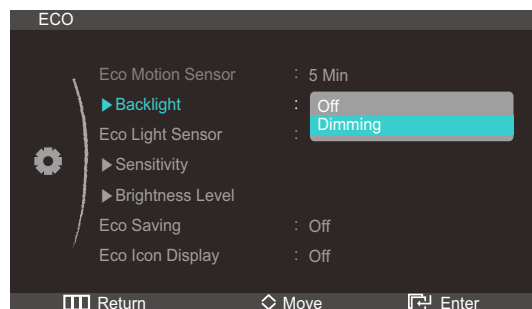 ECO
Eco Motion Sensor : 5 Min
▶Backlight : Off
Dimming
Eco Light Sensor :
▶Sensitivity
▶Brightness Level
Eco Saving : Off
Eco Icon Display : Off
Return Move Enter